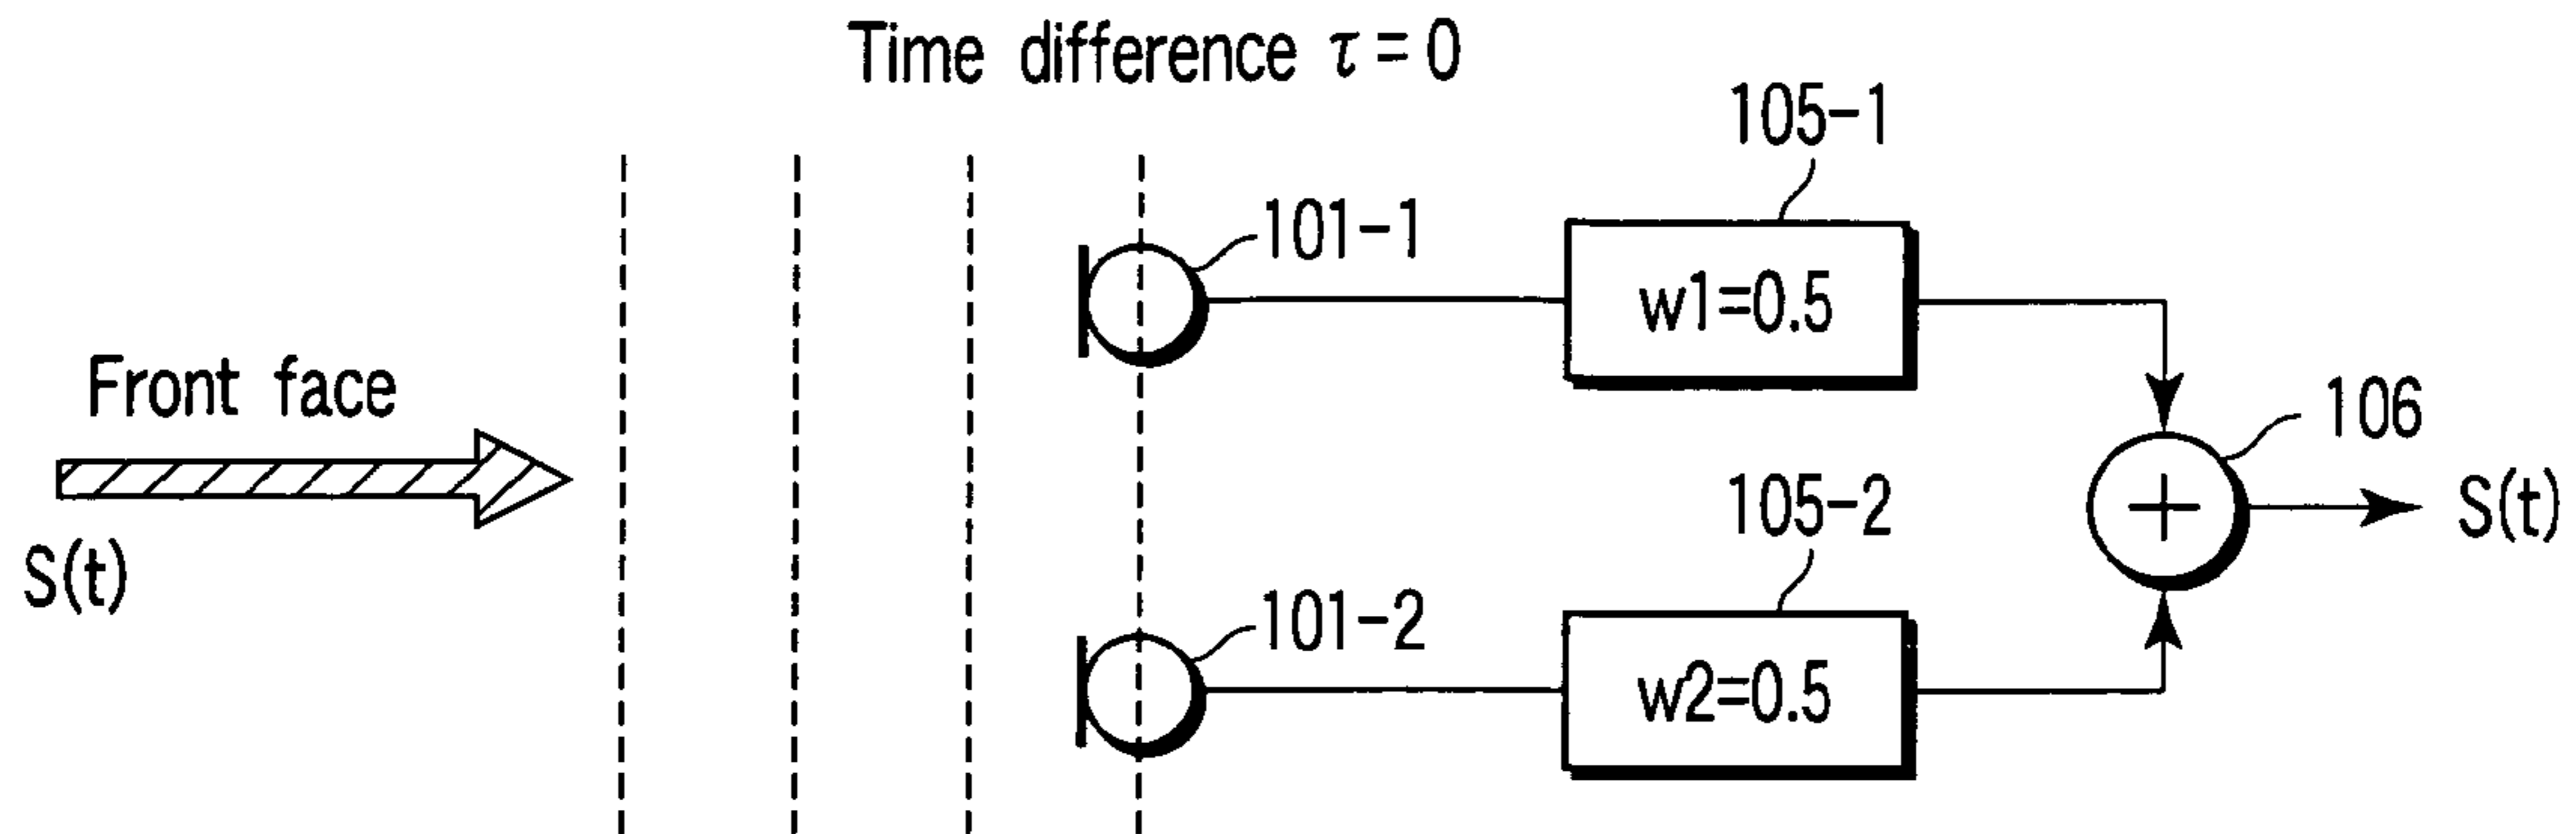 Time difference τ = 0
105-1
101-1
w1=0.5
Front face
106
S(t)
105-2
S(t)
101-2
w2=0.5